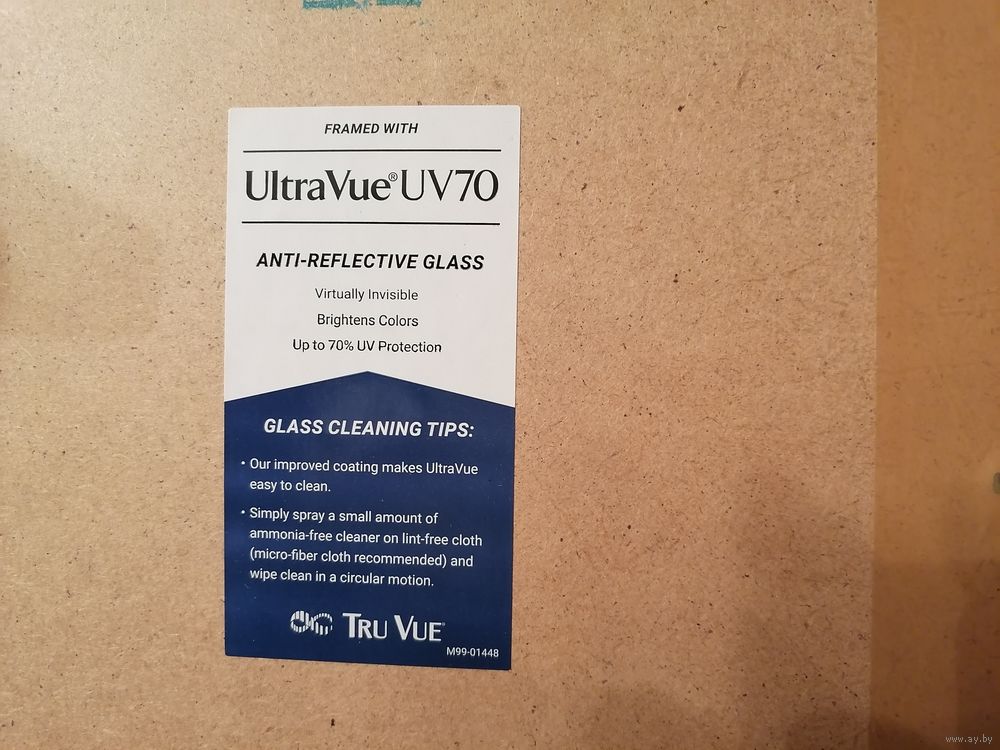 FRAMED WITH
UltraVue® UV70
ANTI-REFLECTIVE GLASS
Virtually Invisible
Brightens Colors
Up to 70% UV Protection
GLASS CLEANING TIPS:
• Our improved coating makes UltraVue
easy to clean.
• Simply spray a small amount of
ammonia-free cleaner on lint-free cloth
(micro-fiber cloth recommended) and
wipe clean in a circular motion.
TRU VUE®
M99-01448
www.ay.by